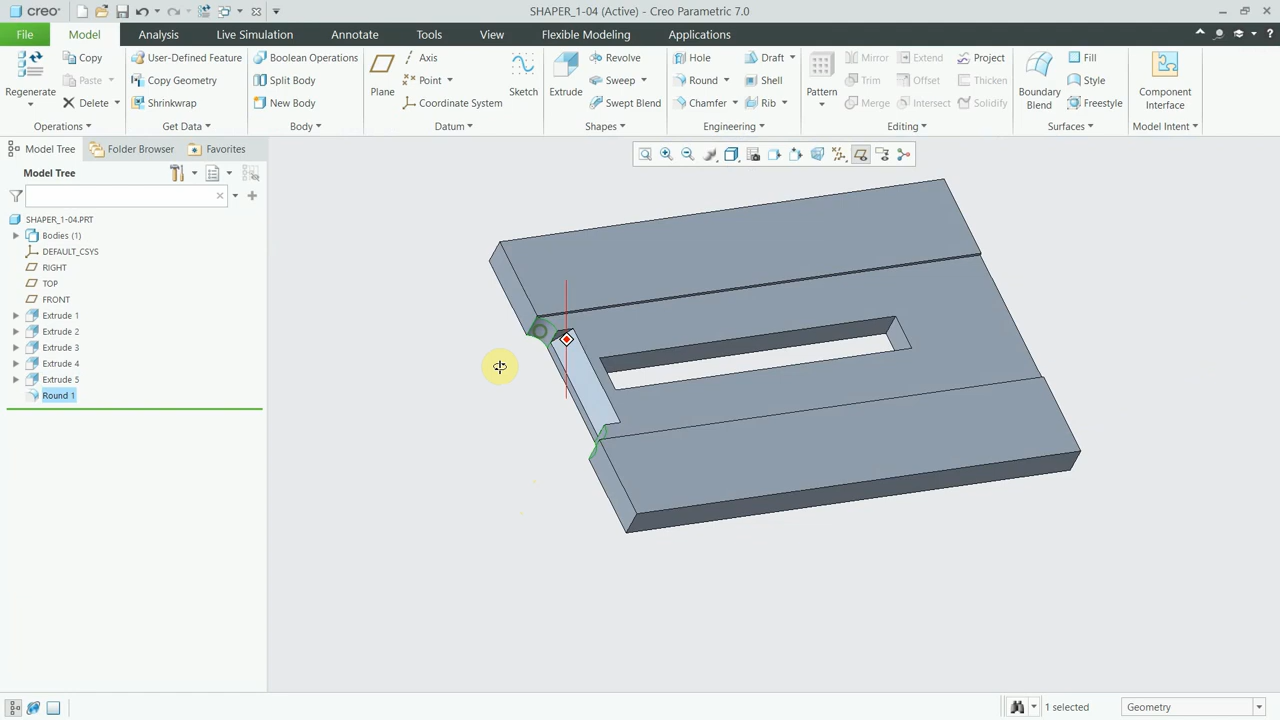 creo
SHAPER_1-04 (Active) - Creo Parametric 7.0
File Model Analysis Live Simulation Annotate Tools View Flexible Modeling Applications
Regenerate
Copy
Paste
Delete
Operations
User-Defined Feature
Copy Geometry
Shrinkwrap
Get Data
Boolean Operations
Split Body
New Body
Body
Plane
Axis
Point
Coordinate System
Sketch
Datum
Extrude
Revolve
Sweep
Swept Blend
Shapes
Hole
Round
Chamfer
Draft
Shell
Rib
Engineering
Pattern
Mirror
Trim
Merge
Extend
Offset
Intersect
Project
Thicken
Solidify
Editing
Boundary
Blend
Fill
Style
Freestyle
Surfaces
Component
Interface
Model Intent
Model Tree Folder Browser Favorites
Model Tree
SHAPER_1-04.PRT
Bodies (1)
DEFAULT_CSYS
RIGHT
TOP
FRONT
Extrude 1
Extrude 2
Extrude 3
Extrude 4
Extrude 5
Round 1
1 selected
Geometry